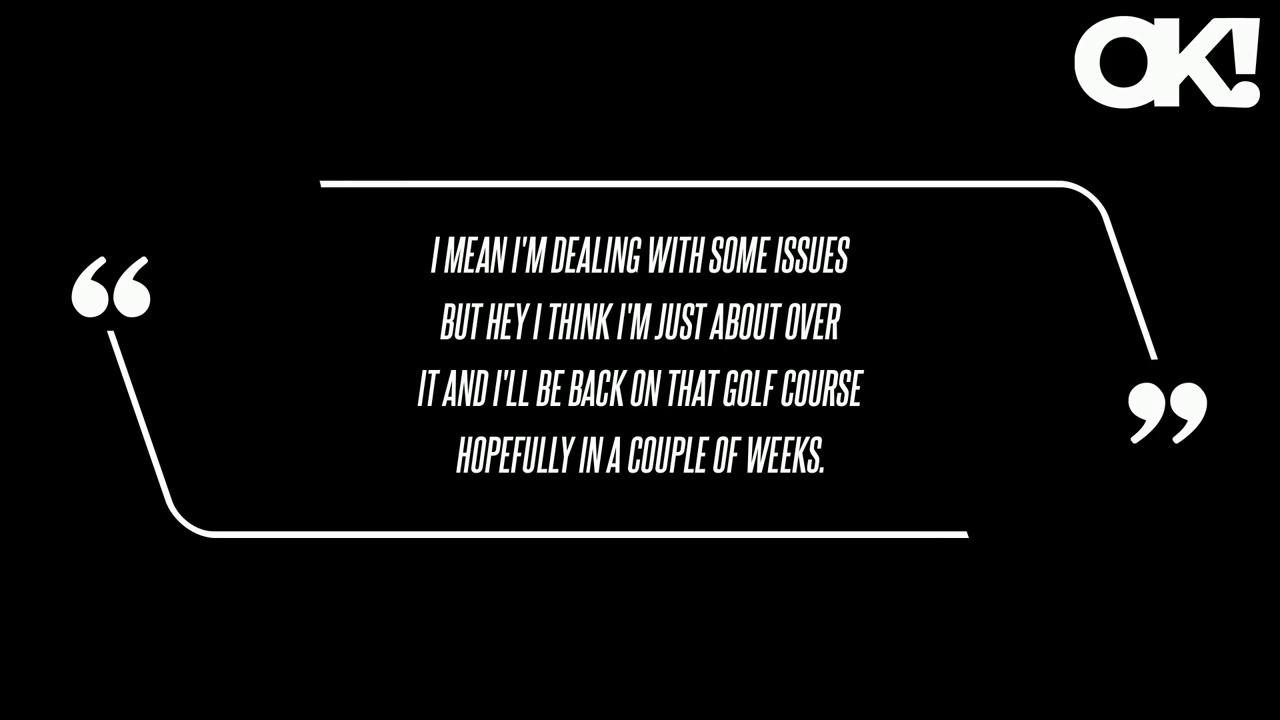 OK!
“
I MEAN I'M DEALING WITH SOME ISSUES
BUT HEY I THINK I'M JUST ABOUT OVER
IT AND I'LL BE BACK ON THAT GOLF COURSE
HOPEFULLY IN A COUPLE OF WEEKS.
”